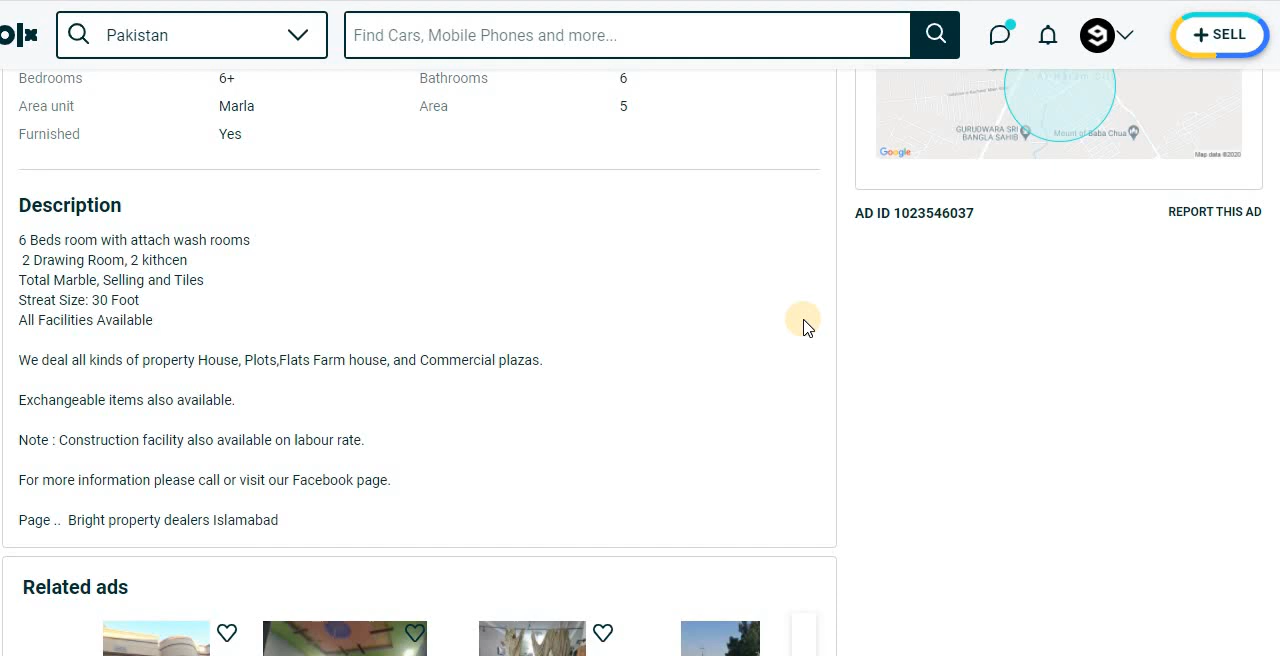 olx
Pakistan
Find Cars, Mobile Phones and more...
+ SELL
Bedrooms 6+ Bathrooms 6
Area unit Marla Area 5
Furnished Yes
Description
6 Beds room with attach wash rooms
2 Drawing Room, 2 kithcen
Total Marble, Selling and Tiles
Streat Size: 30 Foot
All Facilities Available
We deal all kinds of property House, Plots,Flats Farm house, and Commercial plazas.
Exchangeable items also available.
Note : Construction facility also available on labour rate.
For more information please call or visit our Facebook page.
Page .. Bright property dealers Islamabad
Related ads
GURUDWARA SRI
BANGLA SAHIB
Mount of Baba Chua
Google
Map data ©2020
AD ID 1023546037
REPORT THIS AD